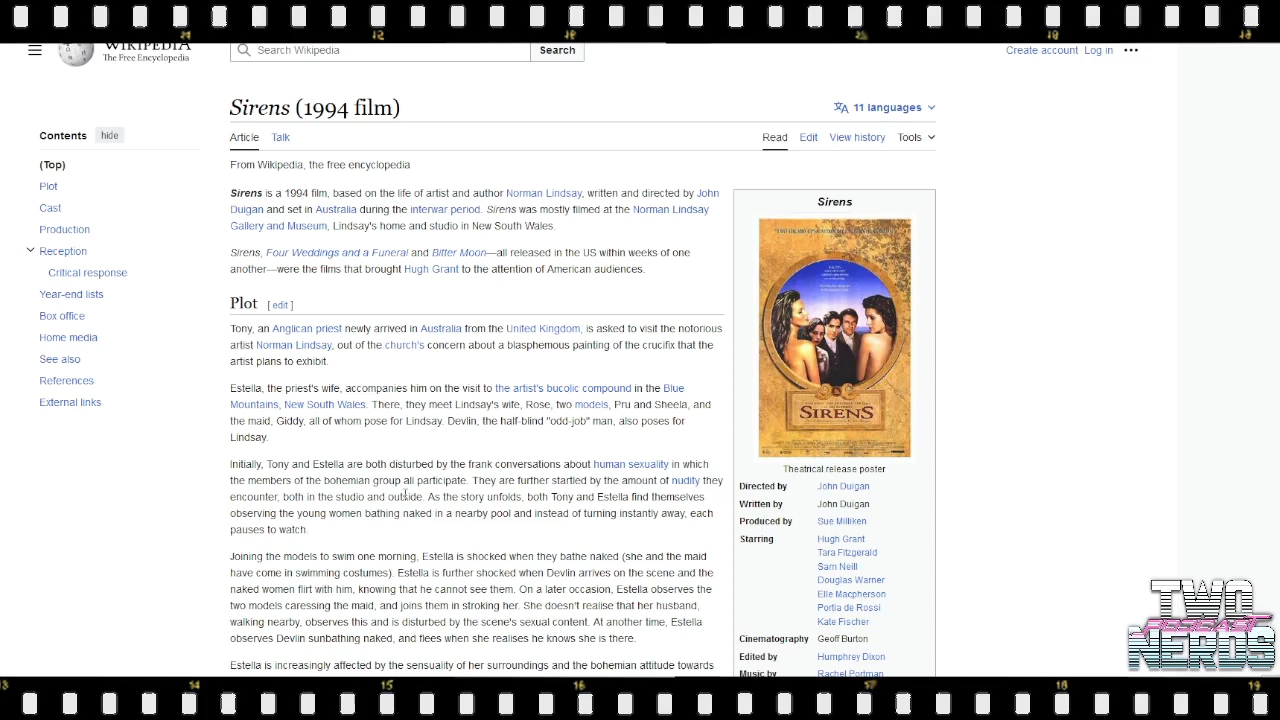 WIKIPEDIA
The Free Encyclopedia
Search Wikipedia
Search
Create account Log in
Sirens (1994 film)
11 languages
Contents hide
Article Talk
Read Edit View history Tools
(Top)
Plot
Cast
Production
Reception
Critical response
Year-end lists
Box office
Home media
See also
References
External links
From Wikipedia, the free encyclopedia
Sirens is a 1994 film, based on the life of artist and author Norman Lindsay, written and directed by John
Duigan and set in Australia during the interwar period. Sirens was mostly filmed at the Norman Lindsay
Gallery and Museum, Lindsay's home and studio in New South Wales.
Sirens, Four Weddings and a Funeral and Bitter Moon—all released in the US within weeks of one
another—were the films that brought Hugh Grant to the attention of American audiences.
Plot [ edit ]
Tony, an Anglican priest newly arrived in Australia from the United Kingdom, is asked to visit the notorious
artist Norman Lindsay, out of the church's concern about a blasphemous painting of the crucifix that the
artist plans to exhibit.
Estella, the priest's wife, accompanies him on the visit to the artist's bucolic compound in the Blue
Mountains, New South Wales. There, they meet Lindsay's wife, Rose, two models, Pru and Sheela, and
the maid, Giddy, all of whom pose for Lindsay. Devlin, the half-blind "odd-job" man, also poses for
Lindsay.
Initially, Tony and Estella are both disturbed by the frank conversations about human sexuality in which
the members of the bohemian group all participate. They are further startled by the amount of nudity they
encounter, both in the studio and outside. As the story unfolds, both Tony and Estella find themselves
observing the young women bathing naked in a nearby pool and instead of turning instantly away, each
pauses to watch.
Joining the models to swim one morning, Estella is shocked when they bathe naked (she and the maid
have come in swimming costumes). Estella is further shocked when Devlin arrives on the scene and the
naked women flirt with him, knowing that he cannot see them. On a later occasion, Estella observes the
two models caressing the maid, and joins them in stroking her. She doesn't realise that her husband,
walking nearby, observes this and is disturbed by the scene's sexual content. At another time, Estella
observes Devlin sunbathing naked, and flees when she realises he knows she is there.
Estella is increasingly affected by the sensuality of her surroundings and the bohemian attitude towards
Sirens
SIRENS
Theatrical release poster
Directed by John Duigan
Written by John Duigan
Produced by Sue Milliken
Starring Hugh Grant
Tara Fitzgerald
Sam Neill
Douglas Warner
Elle Macpherson
Portia de Rossi
Kate Fischer
Cinematography Geoff Burton
Edited by Humphrey Dixon
Music by Rachel Portman
TWO
NERDS
13 14 15 16 17 18 19